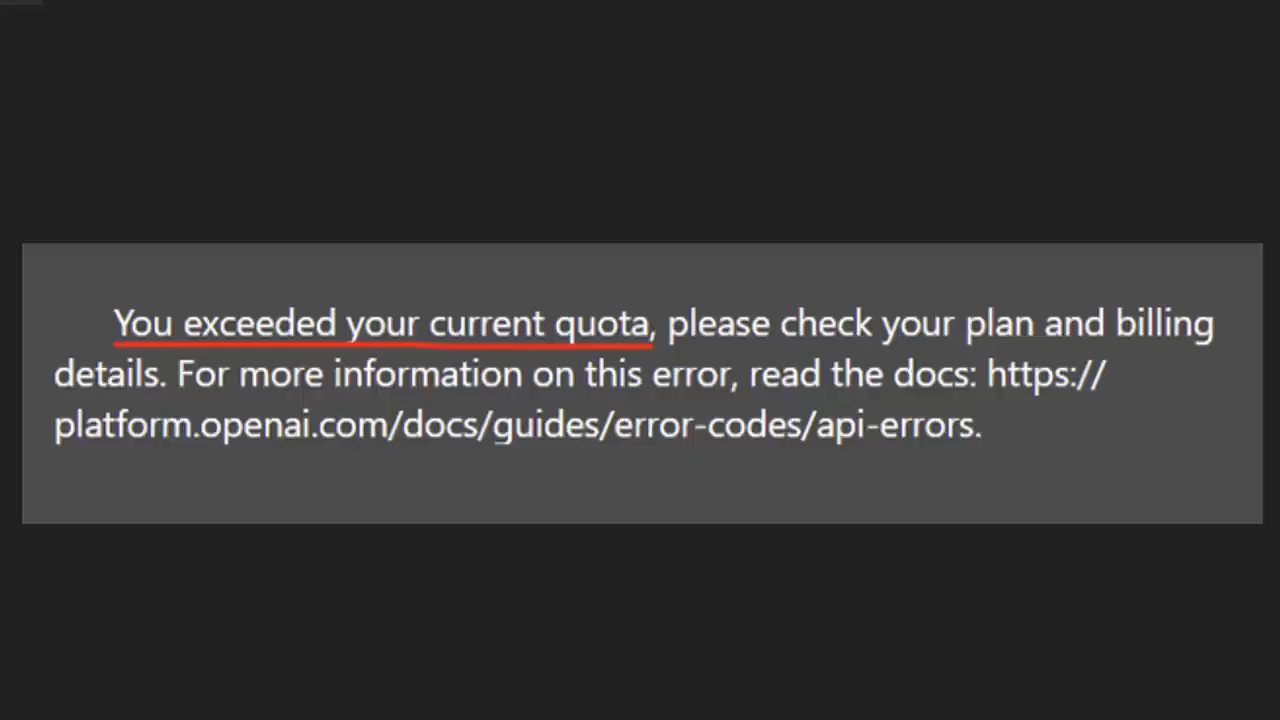 You exceeded your current quota, please check your plan and billing
details. For more information on this error, read the docs: https://
platform.openai.com/docs/guides/error-codes/api-errors.